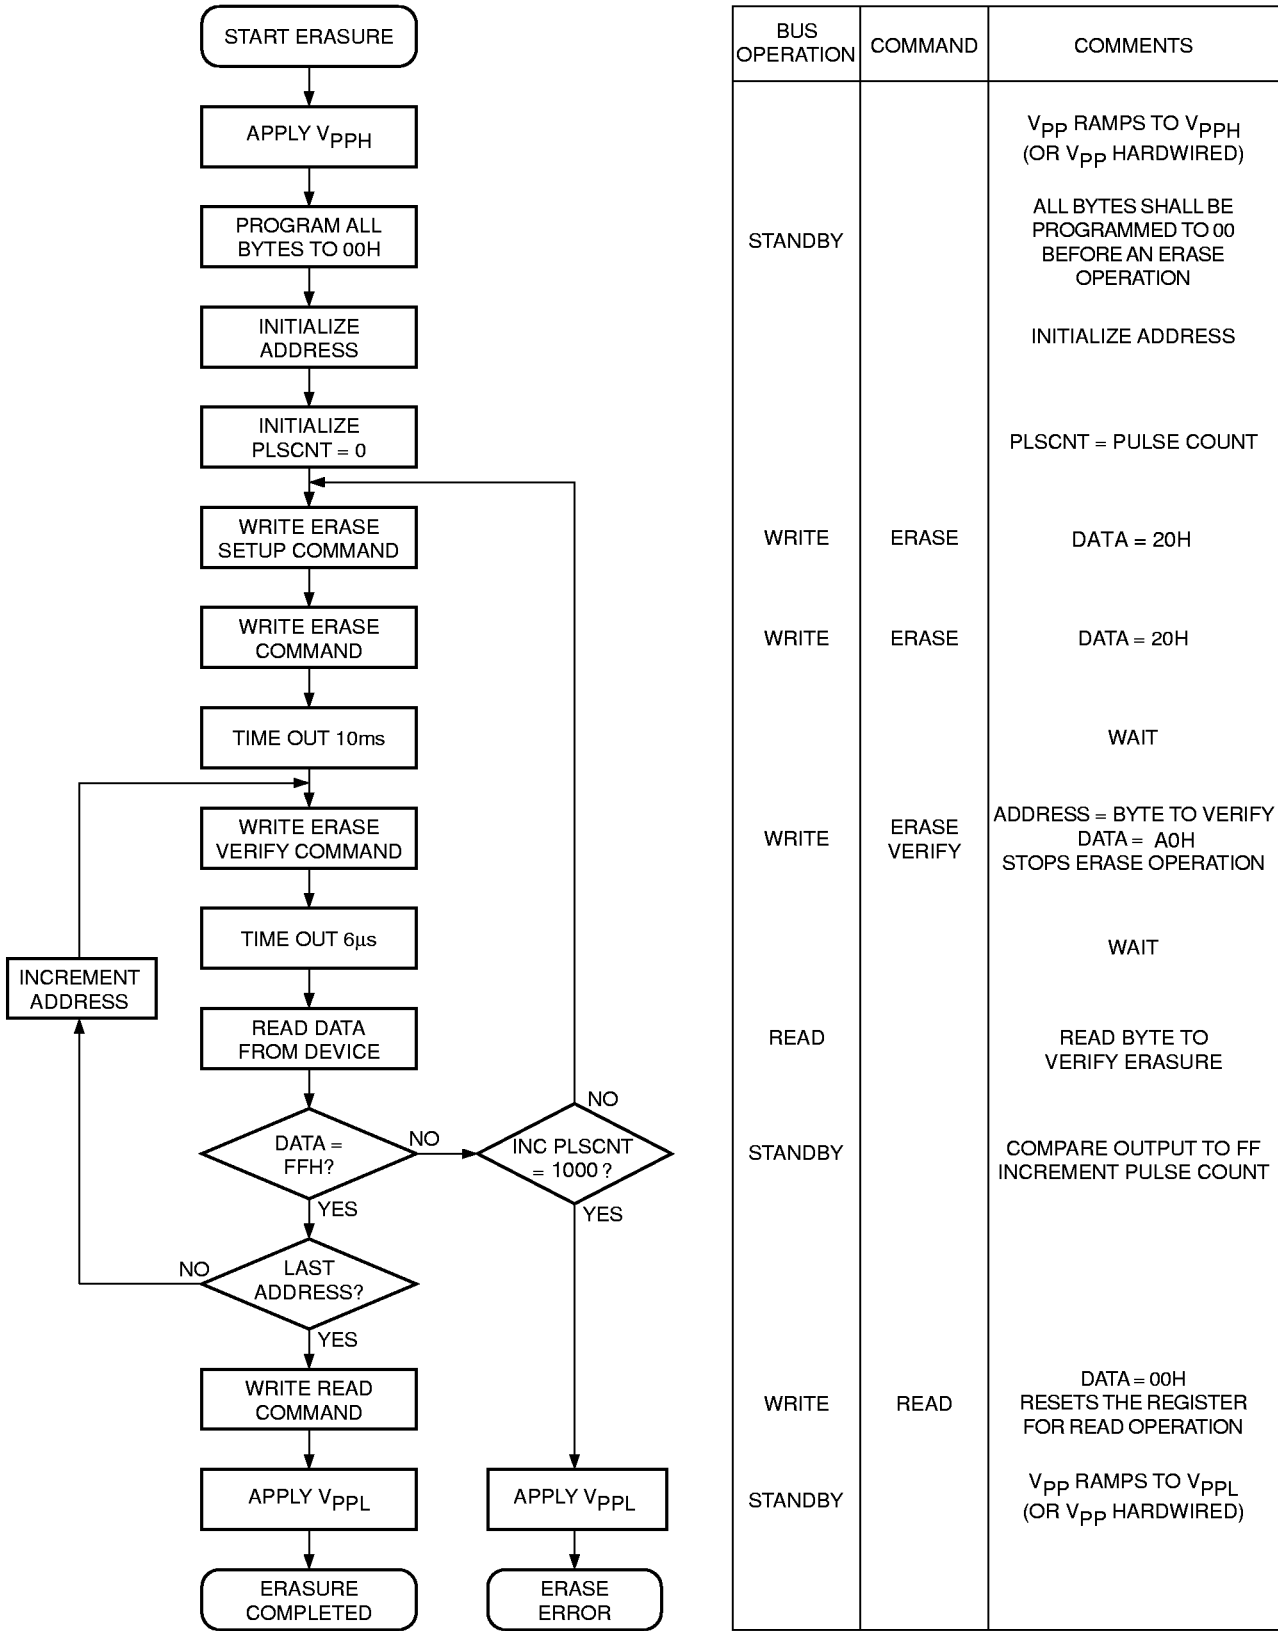 START ERASURE
APPLY VPPH
PROGRAM ALL
BYTES TO 00H
INITIALIZE
ADDRESS
INITIALIZE
PLSCNT = 0
WRITE ERASE
SETUP COMMAND
WRITE ERASE
COMMAND
TIME OUT 10ms
WRITE ERASE
VERIFY COMMAND
TIME OUT 6µs
INCREMENT
ADDRESS
READ DATA
FROM DEVICE
DATA =
FFH?
NO
YES
INC PLSCNT
= 1000 ?
NO
YES
LAST
ADDRESS?
NO
YES
WRITE READ
COMMAND
APPLY VPPL
ERASURE
COMPLETED
APPLY VPPL
ERASE
ERROR
BUS
OPERATION
COMMAND
COMMENTS
VPP RAMPS TO VPPH
(OR VPP HARDWIRED)
STANDBY
ALL BYTES SHALL BE
PROGRAMMED TO 00
BEFORE AN ERASE
OPERATION
INITIALIZE ADDRESS
PLSCNT = PULSE COUNT
WRITE
ERASE
DATA = 20H
WRITE
ERASE
DATA = 20H
WAIT
WRITE
ERASE
VERIFY
ADDRESS = BYTE TO VERIFY
DATA = A0H
STOPS ERASE OPERATION
WAIT
READ
READ BYTE TO
VERIFY ERASURE
STANDBY
COMPARE OUTPUT TO FF
INCREMENT PULSE COUNT
WRITE
READ
DATA = 00H
RESETS THE REGISTER
FOR READ OPERATION
STANDBY
VPP RAMPS TO VPPL
(OR VPP HARDWIRED)